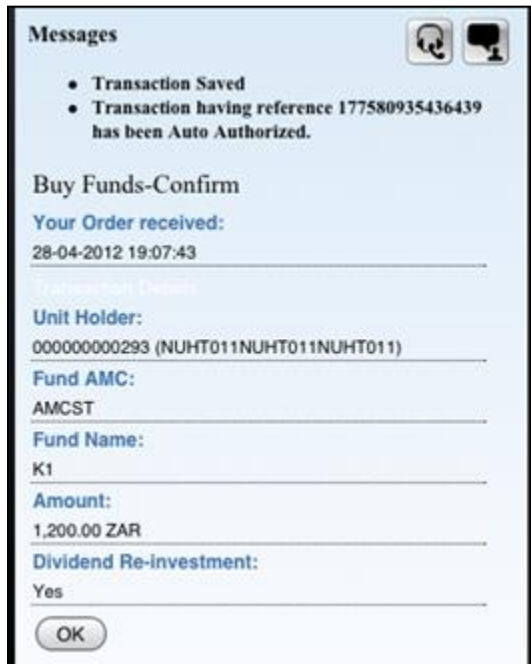 Messages
• Transaction Saved
• Transaction having reference 177580935436439
has been Auto Authorized.
Buy Funds-Confirm
Your Order received:
28-04-2012 19:07:43
Transaction Details
Unit Holder:
000000000293 (NUHT011NUHT011NUHT011)
Fund AMC:
AMCST
Fund Name:
K1
Amount:
1,200.00 ZAR
Dividend Re-investment:
Yes
OK